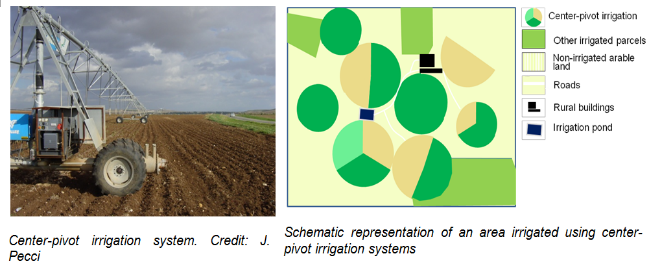 Center-pivot irrigation
Other irrigated parcels
Non-irrigated arable
land
Roads
Rural buildings
Irrigation pond
Center-pivot irrigation system. Credit: J.
Pecci
Schematic representation of an area irrigated using center-
pivot irrigation systems